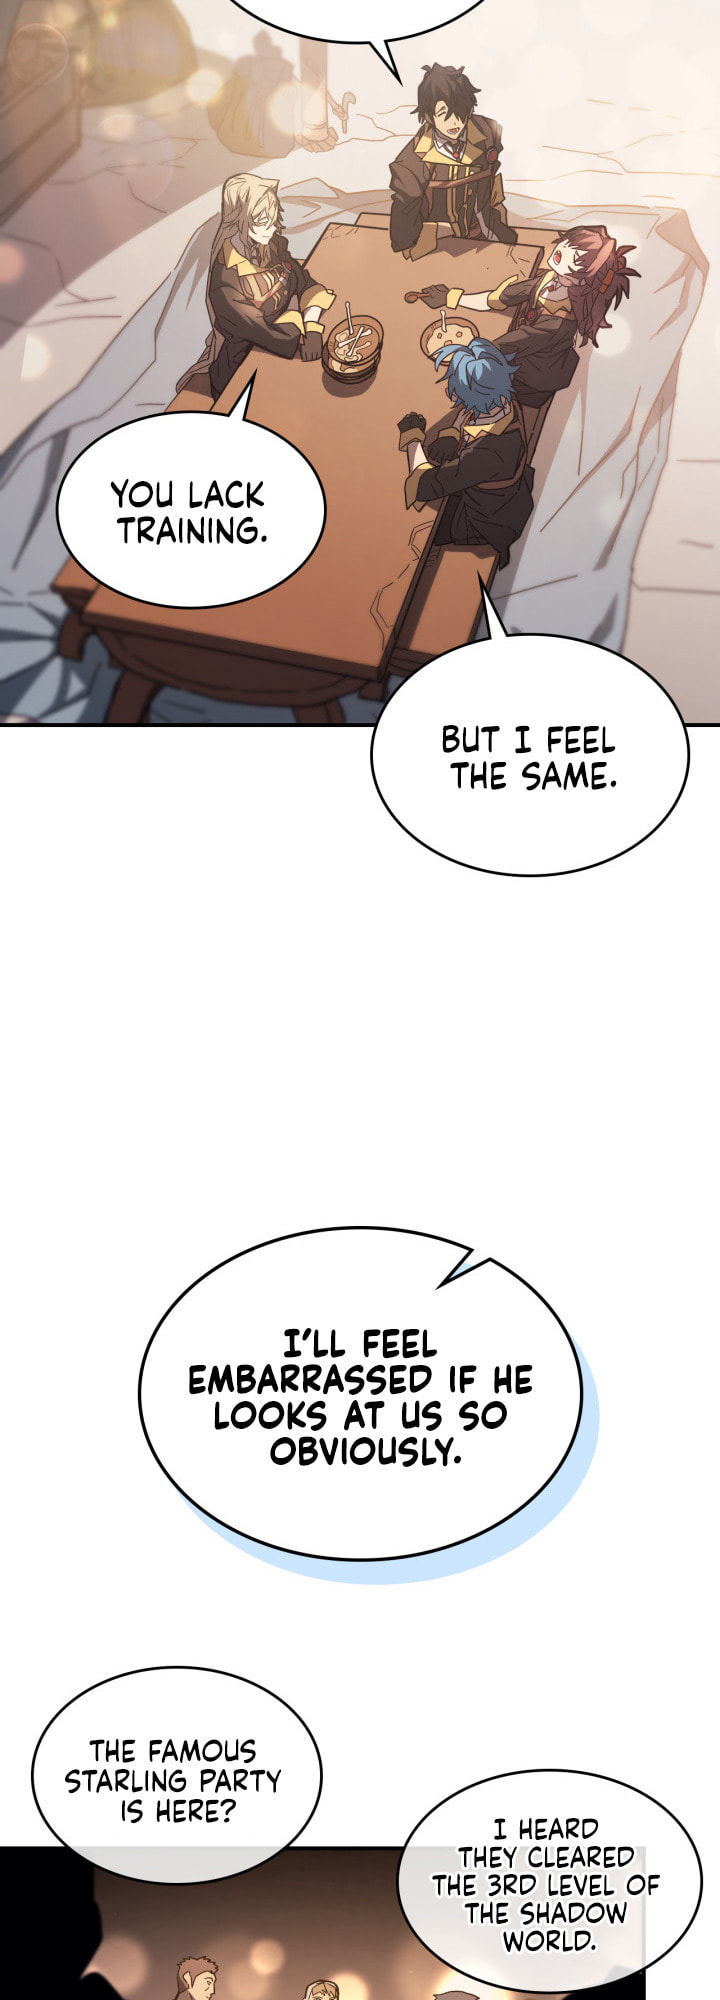 YOU LACK
TRAINING.
BUT I FEEL
THE SAME.
I'LL FEEL
EMBARRASSED IF HE
LOOKS AT US SO
OBVIOUSLY.
THE FAMOUS
STARLING PARTY
IS HERE?
I HEARD
THEY CLEARED
THE 3RD LEVEL OF
THE SHADOW
WORLD.